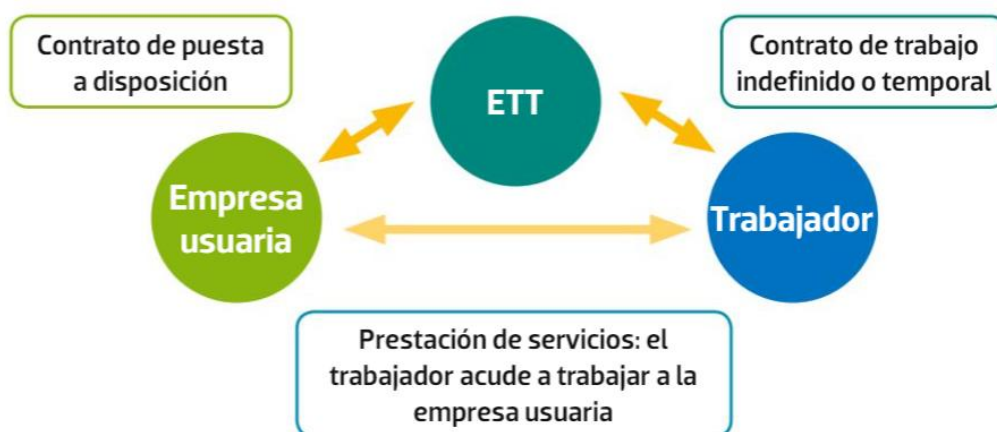 Contrato de puesta
a disposición
ETT
Contrato de trabajo
indefinido o temporal
Empresa
usuaria
Trabajador
Prestación de servicios: el
trabajador acude a trabajar a la
empresa usuaria